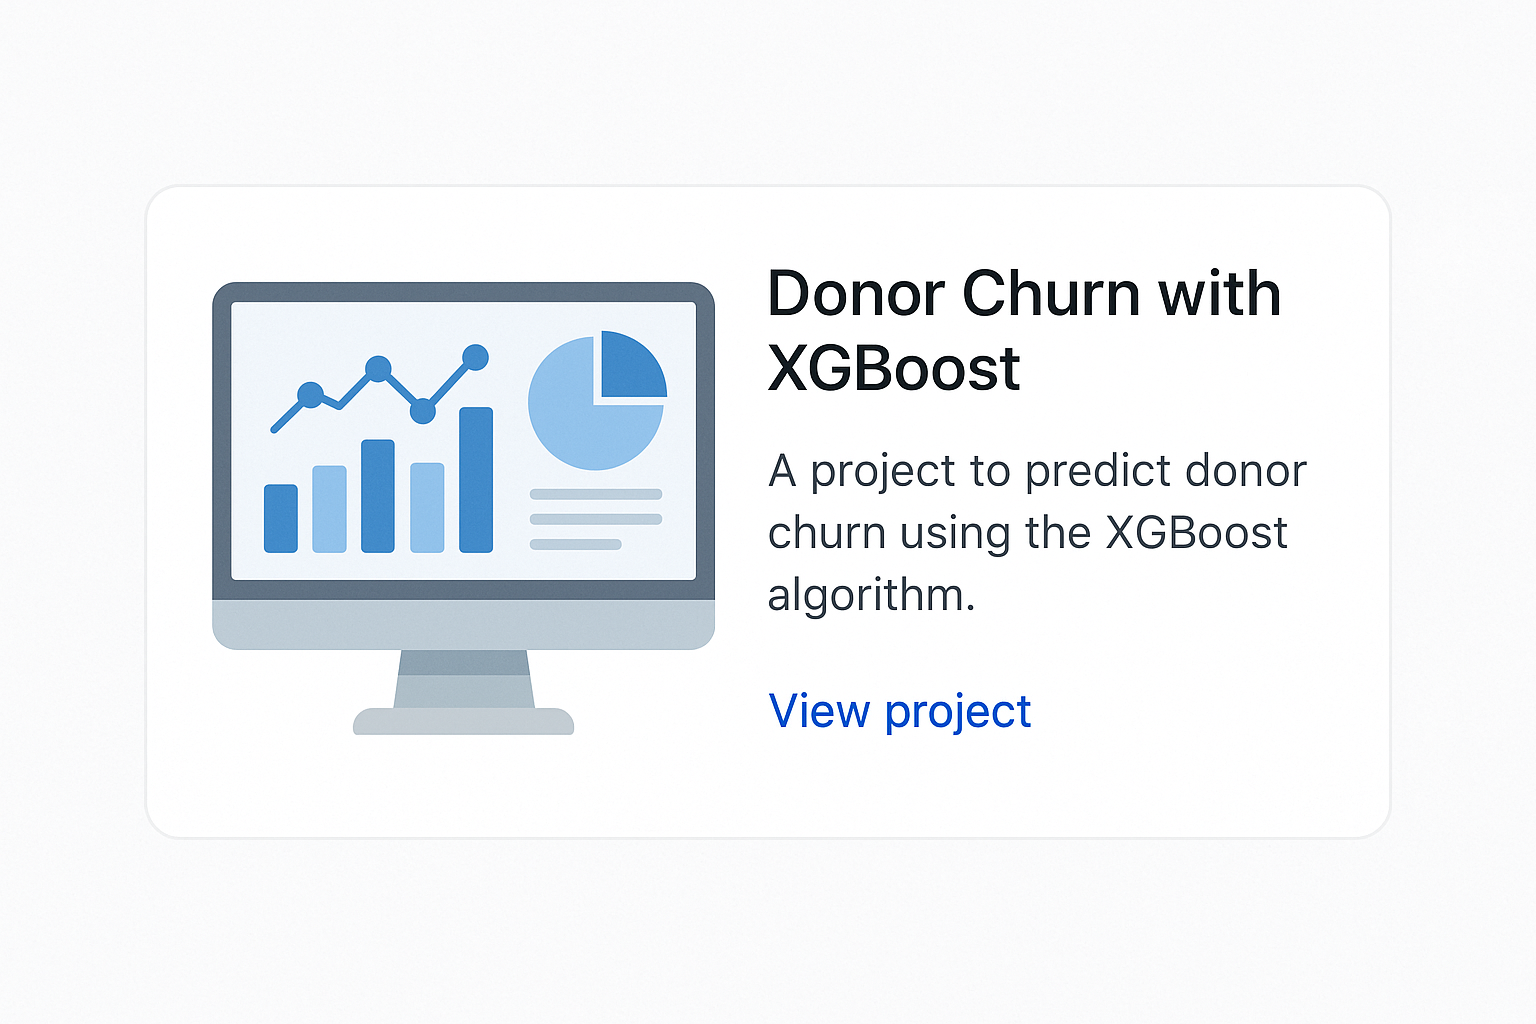 Donor Churn with
XGBoost
A project to predict donor
churn using the XGBoost
algorithm.
View project